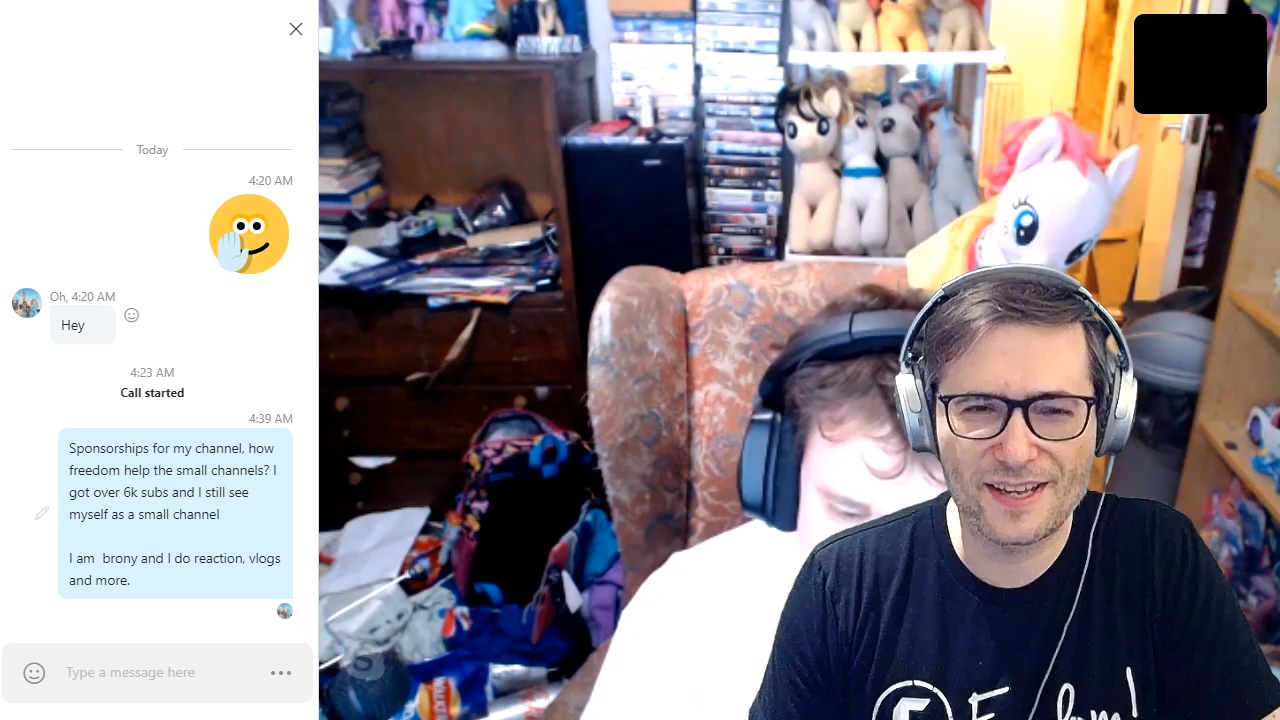 Today
4:20 AM
Oh, 4:20 AM
Hey
4:23 AM
Call started
4:39 AM
Sponsorships for my channel, how
freedom help the small channels? I
got over 6k subs and I still see
myself as a small channel
I am  brony and I do reaction, vlogs
and more.
Type a message here